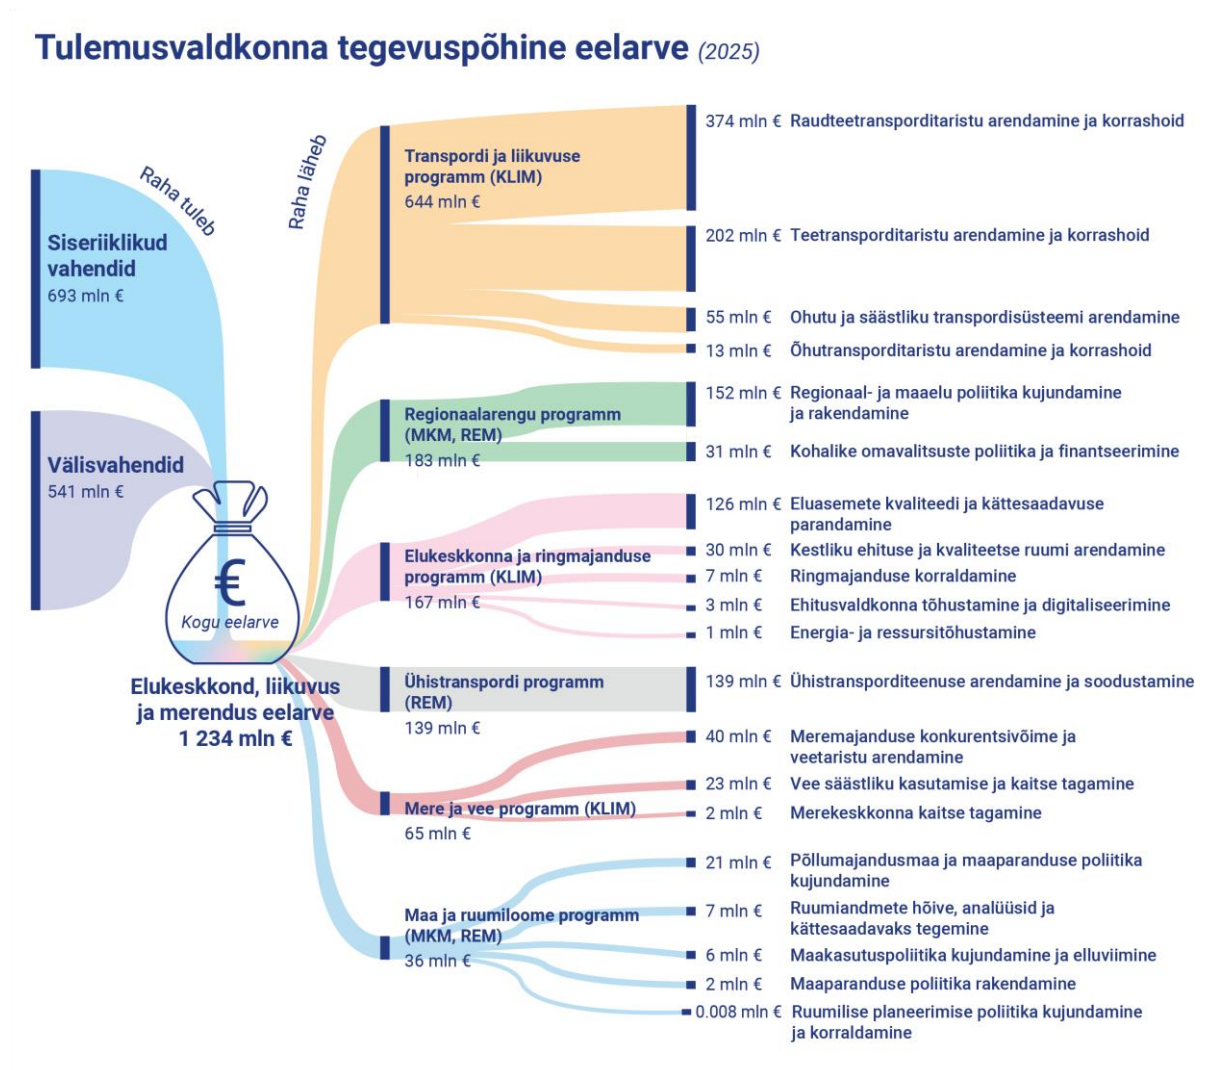 Tulemusvaldkonna tegevuspõhine eelarve (2025)
Raha tuleb
Raha läheb
Siseriiklikud
vahendid
693 mln €
Välisvahendid
541 mln €
€
Kogu eelarve
Elukeskkond, liikuvus
ja merendus eelarve
1 234 mln €
Transpordi ja liikuvuse
programm (KLIM)
644 mln €
374 mln € Raudteetransporditaristu arendamine ja korrashoid
202 mln € Teetransporditaristu arendamine ja korrashoid
55 mln € Ohutu ja säästliku transpordisüsteemi arendamine
13 mln € Õhutransporditaristu arendamine ja korrashoid
Regionaalarengu programm
(MKM, REM)
183 mln €
152 mln € Regionaal- ja maaelu poliitika kujundamine
ja rakendamine
31 mln € Kohalike omavalitsuste poliitika ja finantseerimine
Elukeskkonna ja ringmajanduse
programm (KLIM)
167 mln €
126 mln € Eluasemete kvaliteedi ja kättesaadavuse
parandamine
30 mln € Kestliku ehituse ja kvaliteetse ruumi arendamine
7 mln € Ringmajanduse korraldamine
3 mln € Ehitusvaldkonna tõhustamine ja digitaliseerimine
1 mln € Energia- ja ressursitõhustamine
Ühistranspordi programm
(REM)
139 mln €
139 mln € Ühistransporditeenuse arendamine ja soodustamine
Mere ja vee programm (KLIM)
65 mln €
40 mln € Meremajanduse konkurentsivõime ja
veetaristu arendamine
23 mln € Vee säästliku kasutamise ja kaitse tagamine
2 mln € Merekeskkonna kaitse tagamine
Maa ja ruumiloome programm
(MKM, REM)
36 mln €
21 mln € Põllumajandusmaa ja maaparanduse poliitika
kujundamine
7 mln € Ruumiandmete hõive, analüüsid ja
kättesaadavaks tegemine
6 mln € Maakasutuspoliitika kujundamine ja elluviimine
2 mln € Maaparanduse poliitika rakendamine
0.008 mln € Ruumilise planeerimise poliitika kujundamine
ja korraldamine